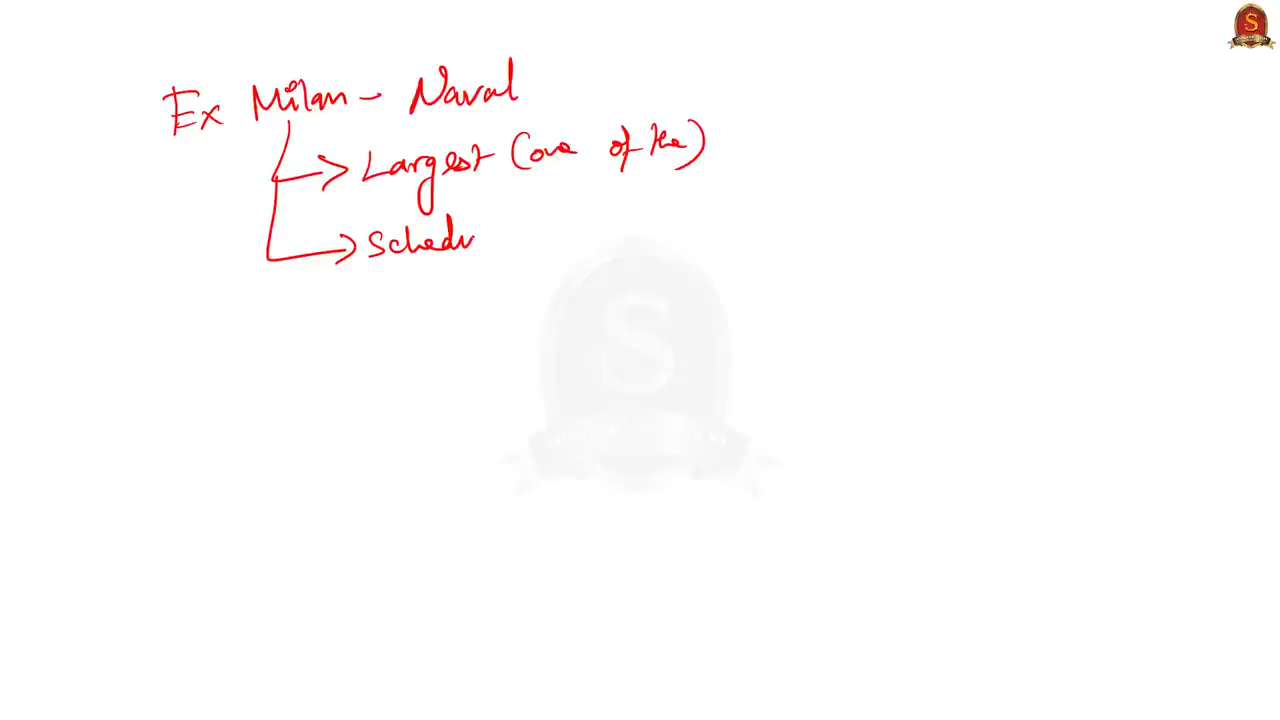 Ex Milan - Naval
Largest (one of the)
Schedu
S
S